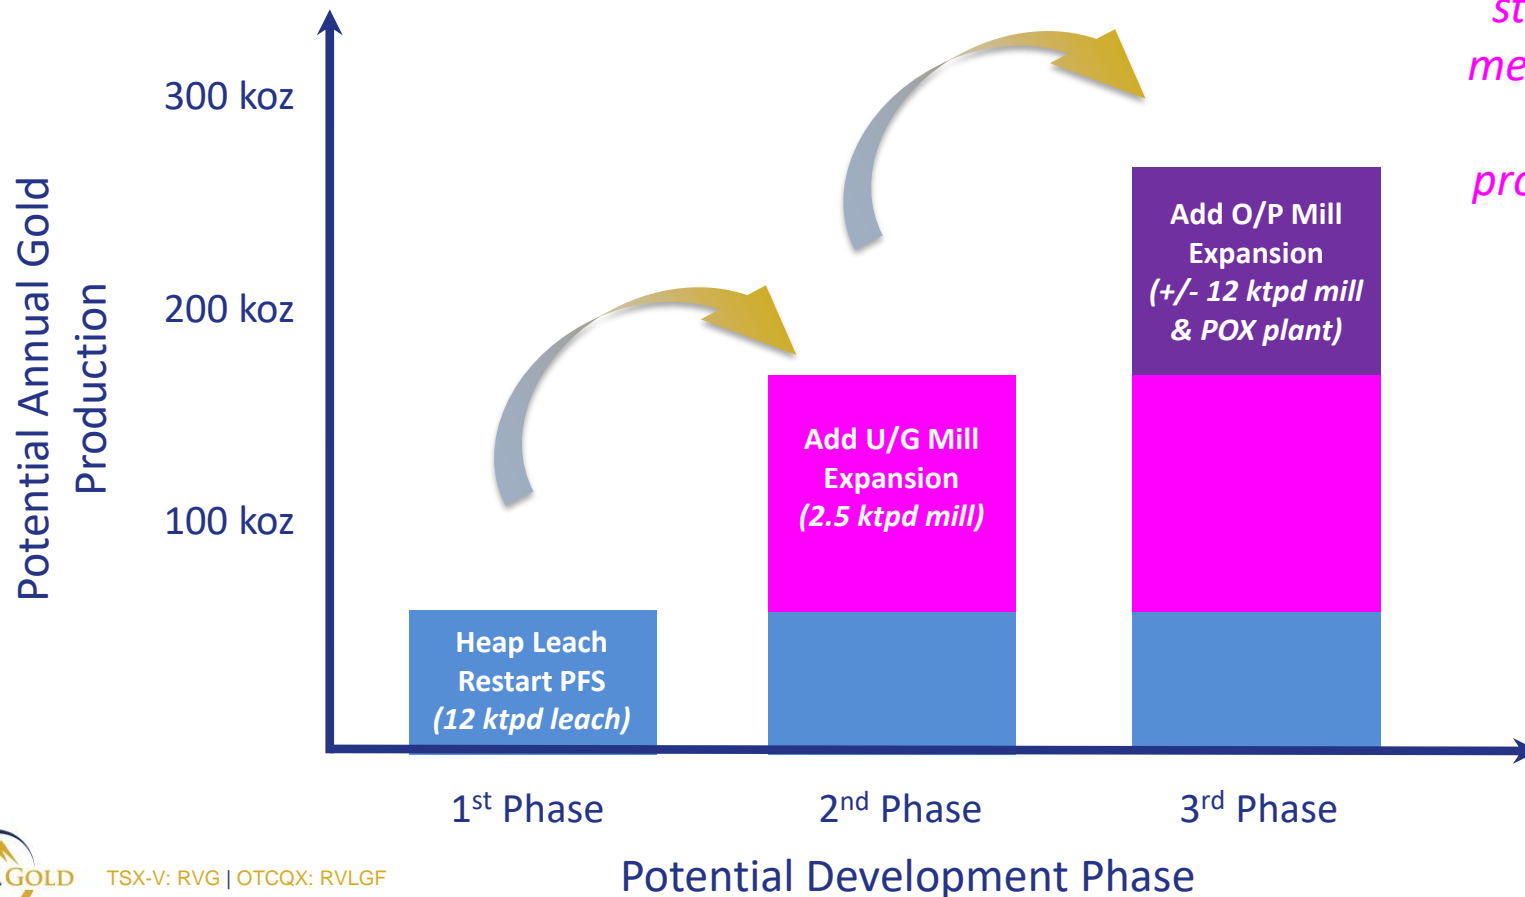 300 koz
200 koz
100 koz
Potential Annual Gold
Production
Heap Leach
Restart PFS
(12 ktpd leach)
Add U/G Mill
Expansion
(2.5 ktpd mill)
Add O/P Mill
Expansion
(+/- 12 ktpd mill
& POX plant)
1st Phase
2nd Phase
3rd Phase
Potential Development Phase
GOLD
TSX-V: RVG | OTCQX: RVLGF